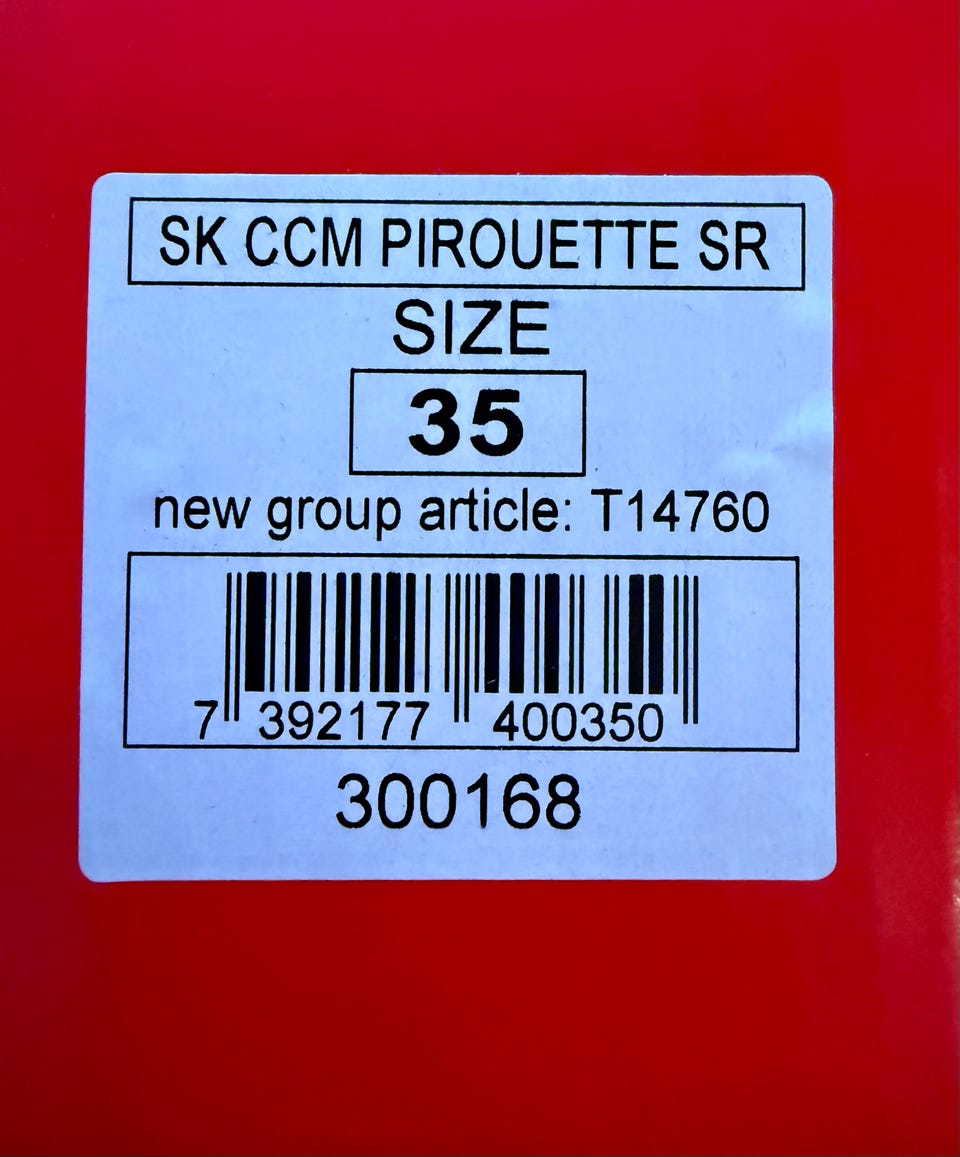 SK CCM PIROUETTE SR
SIZE
35
new group article: T14760
7 392177 400350
300168